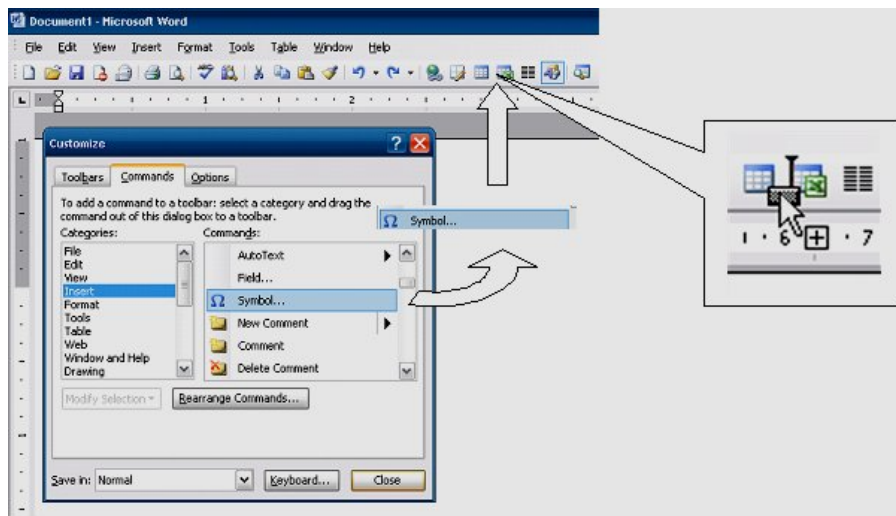 Document1 - Microsoft Word
File Edit View Insert Format Tools Table Window Help
1 2
Customize
Toolbars Commands Options
To add a command to a toolbar: select a category and drag the
command out of this dialog box to a toolbar.
Categories: Commands:
File
Edit
View
Insert
Format
Tools
Table
Web
Window and Help
Drawing
AutoText
Field...
Ω Symbol...
New Comment
Comment
Delete Comment
Modify Selection
Rearrange Commands...
Save in: Normal
Keyboard...
Close
Ω Symbol...
1 · 6 · 7